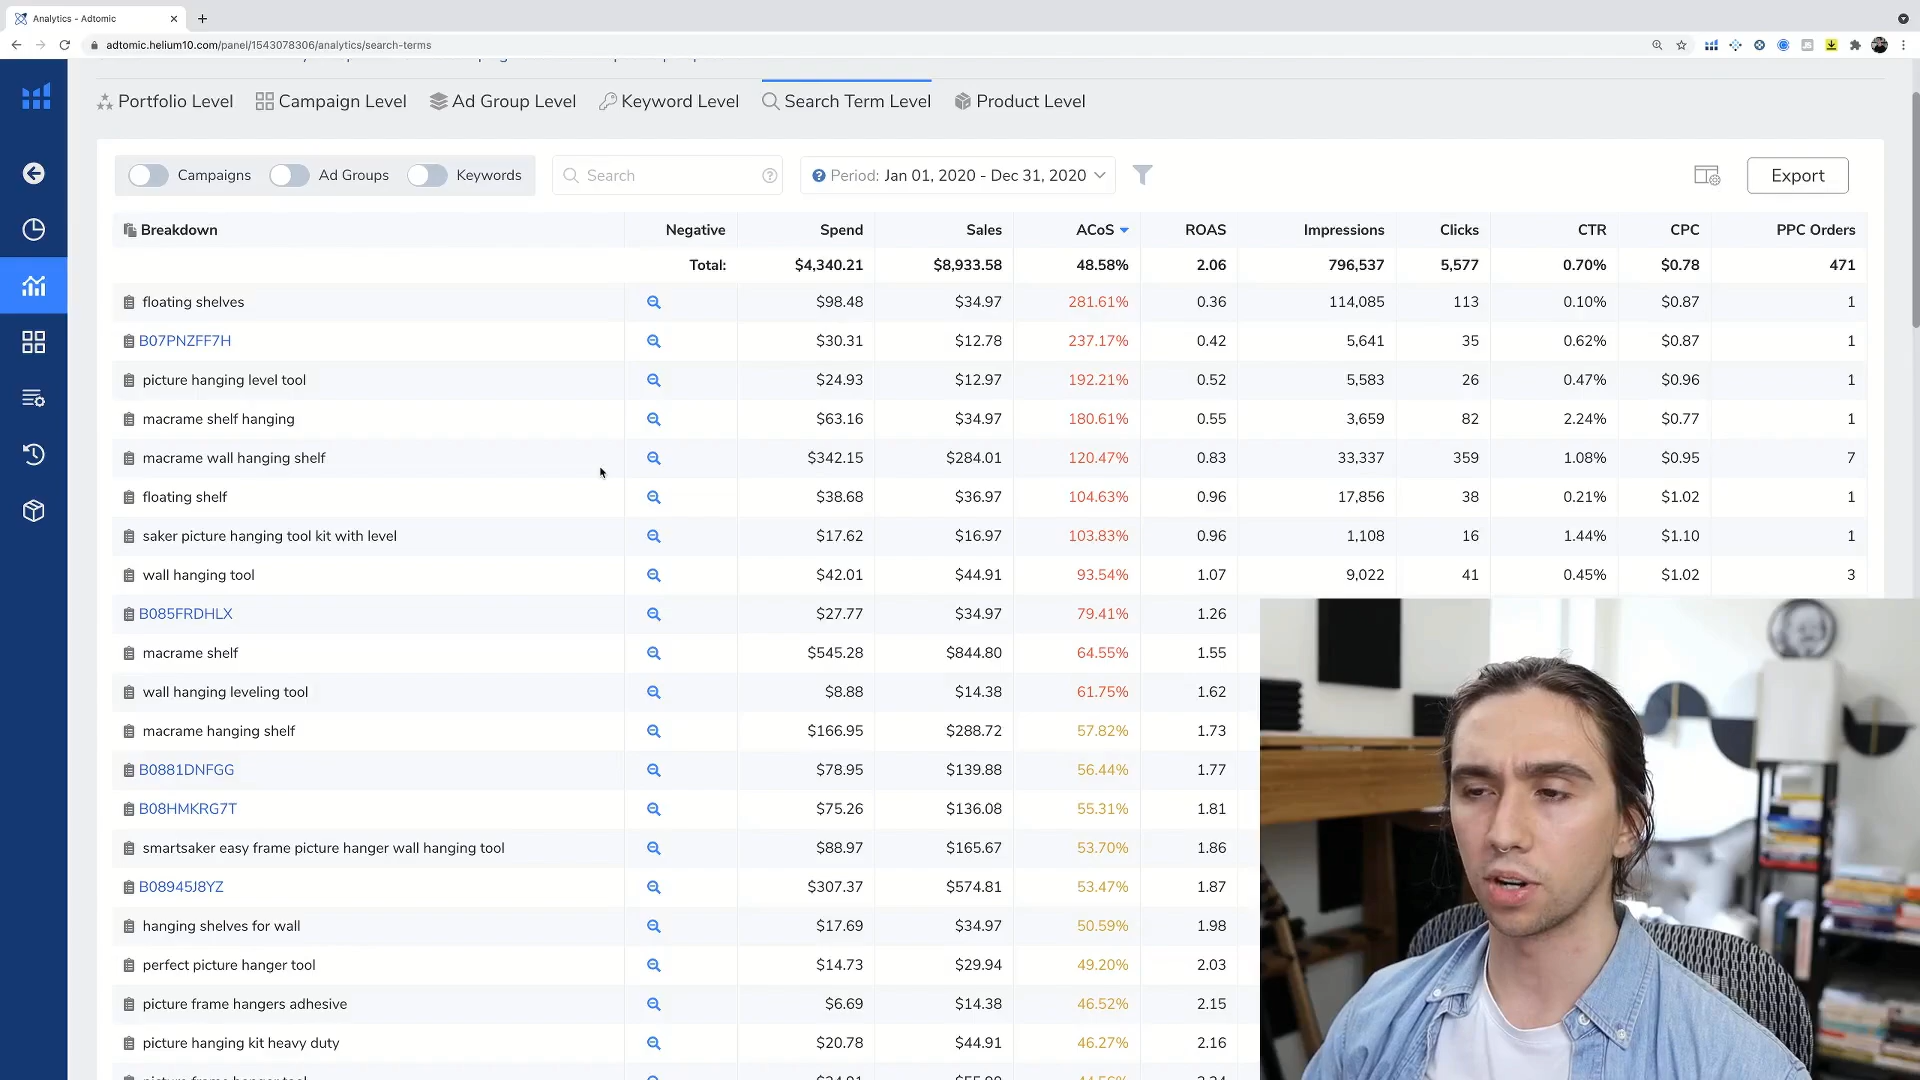 Analytics - Adtomic
adtomic.helium10.com/panel/1543078306/analytics/search-terms
Portfolio Level Campaign Level Ad Group Level Keyword Level Search Term Level Product Level
Campaigns Ad Groups Keywords Search Period: Jan 01, 2020 - Dec 31, 2020 Export
Breakdown Negative Spend Sales ACoS ROAS Impressions Clicks CTR CPC PPC Orders
Total: $4,340.21 $8,933.58 48.58% 2.06 796,537 5,577 0.70% $0.78 471
floating shelves $98.48 $34.97 281.61% 0.36 114,085 113 0.10% $0.87 1
B07PNZFF7H $30.31 $12.78 237.17% 0.42 5,641 35 0.62% $0.87 1
picture hanging level tool $24.93 $12.97 192.21% 0.52 5,583 26 0.47% $0.96 1
macrame shelf hanging $63.16 $34.97 180.61% 0.55 3,659 82 2.24% $0.77 1
macrame wall hanging shelf $342.15 $284.01 120.47% 0.83 33,337 359 1.08% $0.95 7
floating shelf $38.68 $36.97 104.63% 0.96 17,856 38 0.21% $1.02 1
saker picture hanging tool kit with level $17.62 $16.97 103.83% 0.96 1,108 16 1.44% $1.10 1
wall hanging tool $42.01 $44.91 93.54% 1.07 9,022 41 0.45% $1.02 3
B085FRDHLX $27.77 $34.97 79.41% 1.26
macrame shelf $545.28 $844.80 64.55% 1.55
wall hanging leveling tool $8.88 $14.38 61.75% 1.62
macrame hanging shelf $166.95 $288.72 57.82% 1.73
B0881DNFGG $78.95 $139.88 56.44% 1.77
B08HMKRG7T $75.26 $136.08 55.31% 1.81
smartsaker easy frame picture hanger wall hanging tool $88.97 $165.67 53.70% 1.86
B08945J8YZ $307.37 $574.81 53.47% 1.87
hanging shelves for wall $17.69 $34.97 50.59% 1.98
perfect picture hanger tool $14.73 $29.94 49.20% 2.03
picture frame hangers adhesive $6.69 $14.38 46.52% 2.15
picture hanging kit heavy duty $20.78 $44.91 46.27% 2.16